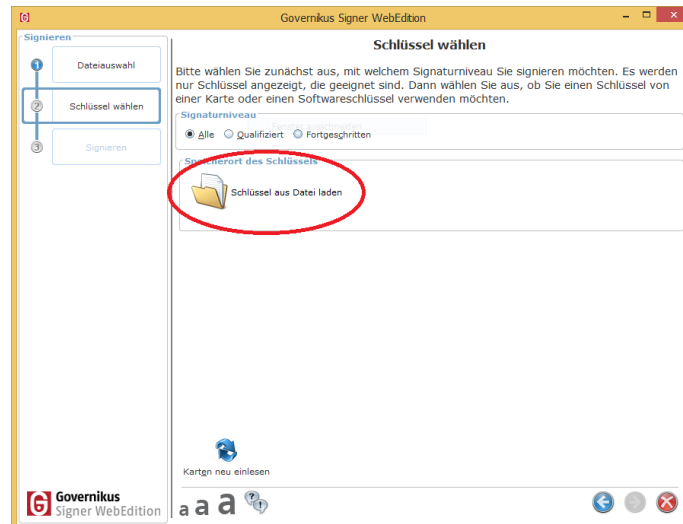 Governikus Signer WebEdition
Signieren
1
Dateiauswahl
2
Schlüssel wählen
3
Signieren
Schlüssel wählen
Bitte wählen Sie zunächst aus, mit welchem Signaturniveau Sie signieren möchten. Es werden
nur Schlüssel angezeigt, die geeignet sind. Dann wählen Sie aus, ob Sie einen Schlüssel von
einer Karte oder einen Softwareschlüssel verwenden möchten.
Signaturniveau
Alle Qualifiziert Fortgeschritten
Speicherort des Schlüssels
Schlüssel aus Datei laden
Karten neu einlesen
Governikus
Signer WebEdition
a a a